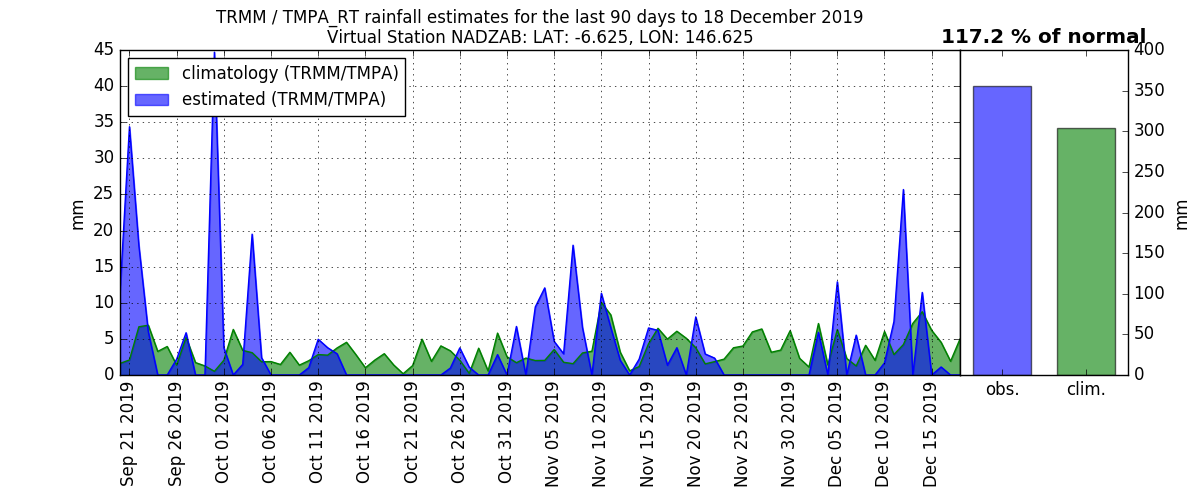 TRMM / TMPA_RT rainfall estimates for the last 90 days to 18 December 2019
Virtual Station NADZAB: LAT: -6.625, LON: 146.625
117.2 % of normal
climatology (TRMM/TMPA)
estimated (TRMM/TMPA)
mm
45
40
35
30
25
20
15
10
5
0
Sep 21 2019
Sep 26 2019
Oct 01 2019
Oct 06 2019
Oct 11 2019
Oct 16 2019
Oct 21 2019
Oct 26 2019
Oct 31 2019
Nov 05 2019
Nov 10 2019
Nov 15 2019
Nov 20 2019
Nov 25 2019
Nov 30 2019
Dec 05 2019
Dec 10 2019
Dec 15 2019
obs.
clim.
400
350
300
250
200
150
100
50
0
mm